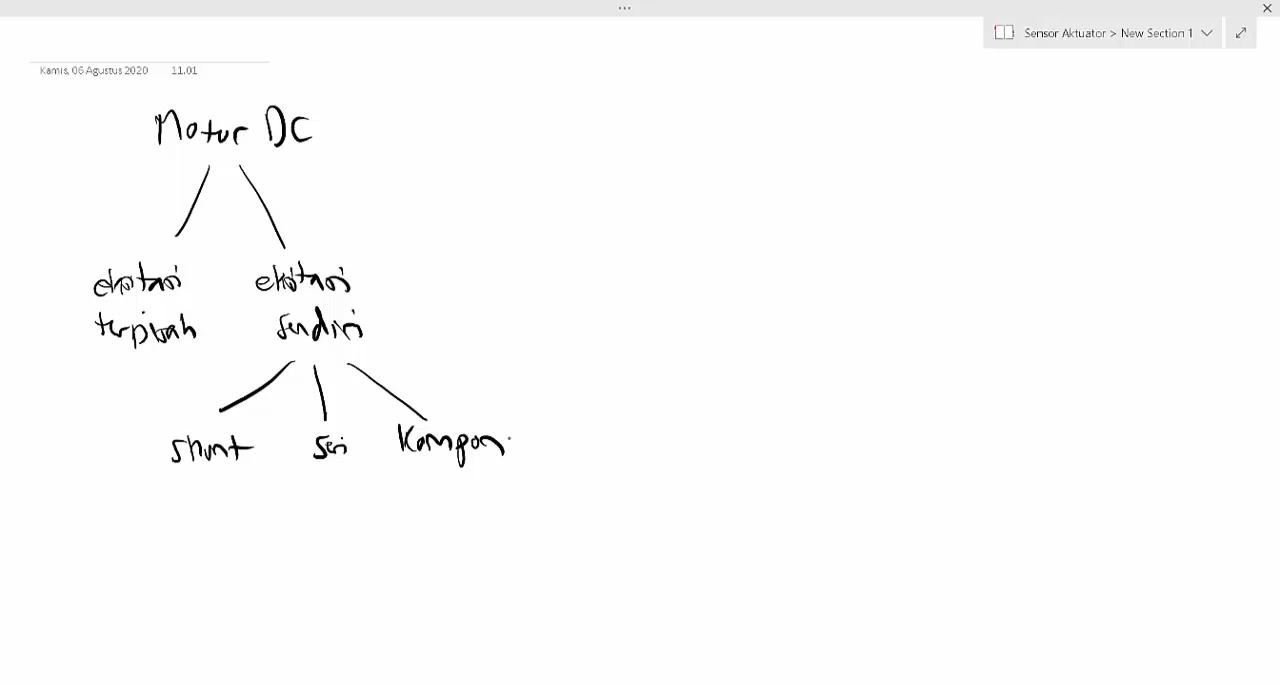 ...
Sensor Aktuator > New Section 1
Kamis, 06 Agustus 2020 11.01
Motor DC
eksitasi eksitasi
terpisah sendiri
shunt seri Kompon